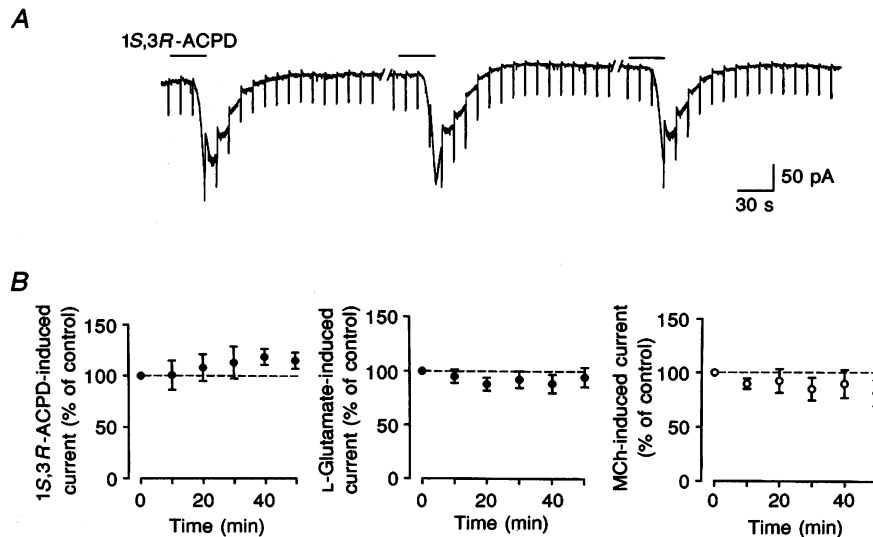 A
1S,3R-ACPD
50 pA
30 s
B
1S,3R-ACPD-induced
current (% of control)
150
100
50
0
0 20 40
Time (min)
L-Glutamate-induced
current (% of control)
150
100
50
0
0 20 40
Time (min)
MCh-induced current
(% of control)
150
100
50
0
0 20 40
Time (min)